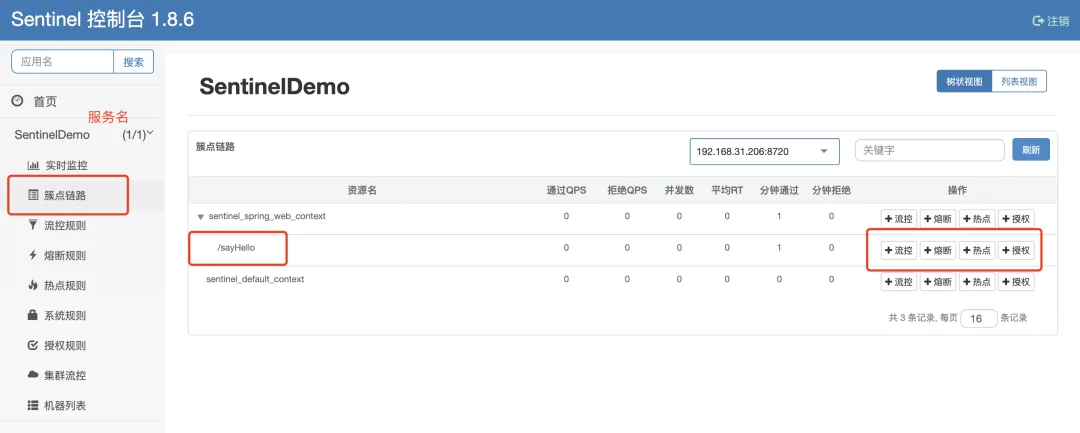 Sentinel 控制台 1.8.6
注销
应用名 搜索
首页
服务名
SentinelDemo (1/1)
实时监控
簇点链路
流控规则
熔断规则
热点规则
系统规则
授权规则
集群流控
机器列表
SentinelDemo
树状视图 列表视图
簇点链路 192.168.31.206:8720 关键字 刷新
资源名 通过QPS 拒绝QPS 并发数 平均RT 分钟通过 分钟拒绝 操作
sentinel_spring_web_context 0 0 0 0 1 0 +流控 +熔断 +热点 +授权
/sayHello 0 0 0 0 1 0 +流控 +熔断 +热点 +授权
sentinel_default_context 0 0 0 0 0 0 +流控 +熔断 +热点 +授权
共 3 条记录, 每页 16 条记录